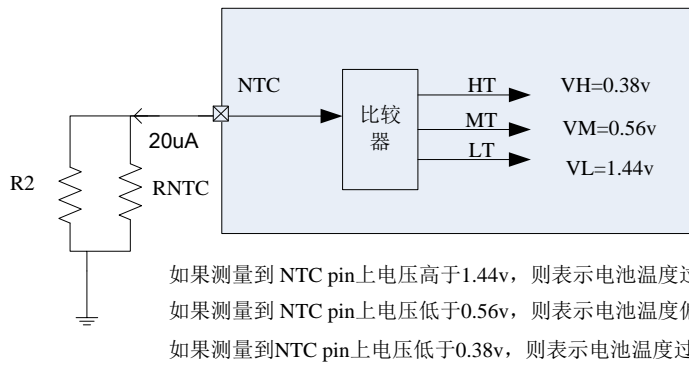 NTC
HT
VH=0.38v
比较
器
MT
VM=0.56v
20uA
LT
VL=1.44v
R2
RNTC
如果测量到 NTC pin上电压高于1.44v，则表示电池温度过
如果测量到 NTC pin上电压低于0.56v，则表示电池温度偏
如果测量到NTC pin上电压低于0.38v，则表示电池温度过